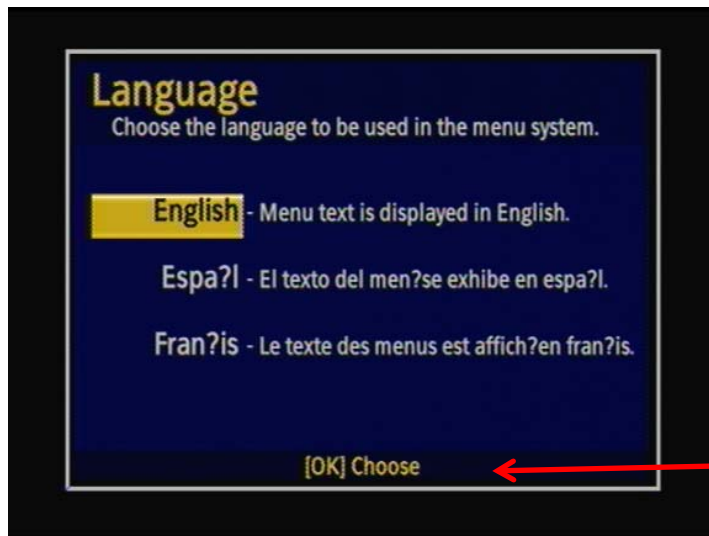 Language
Choose the language to be used in the menu system.
English - Menu text is displayed in English.
Espa?l - El texto del men?se exhibe en espa?l.
Fran?is - Le texte des menus est affich?en fran?is.
[OK] Choose